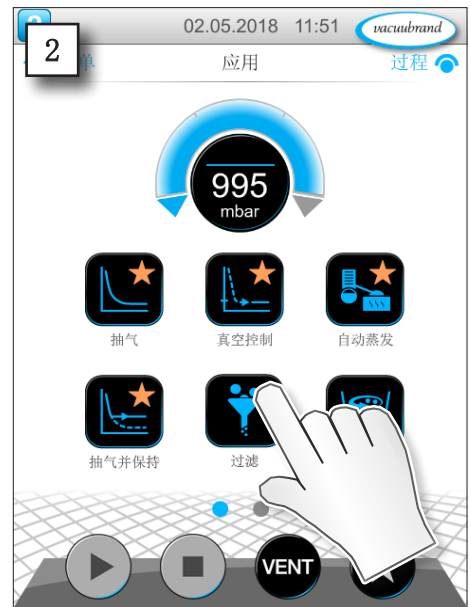 02.05.2018 11:51 vacuubrand
2
单 应用 过程
995
mbar
抽气 真空控制 自动蒸发
抽气并保持 过滤
VENT